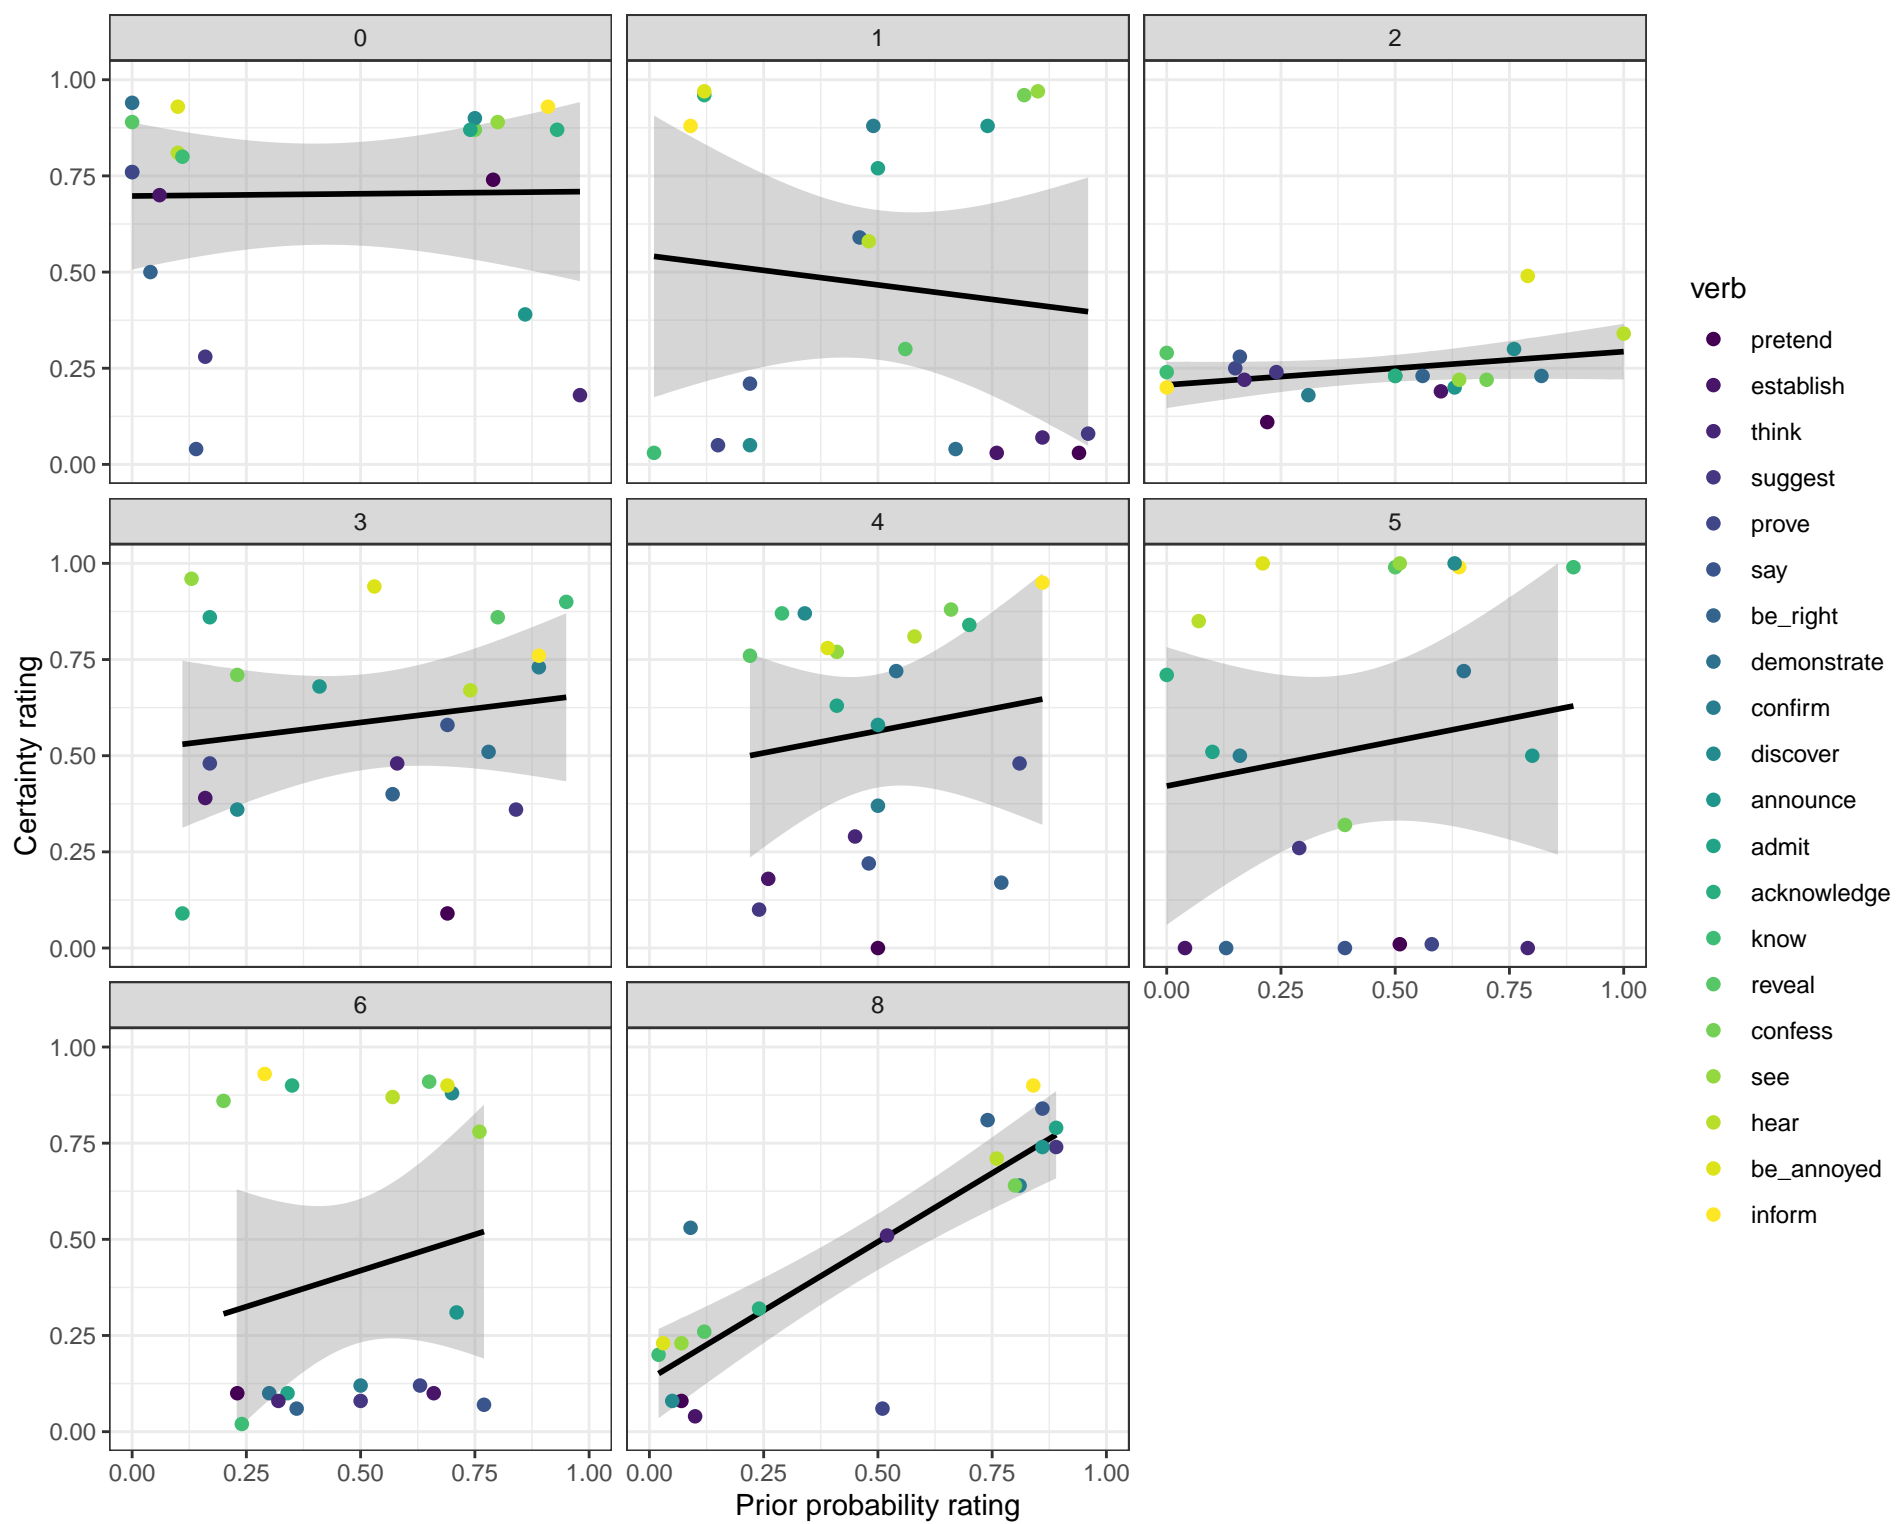 0 1 2
1.00
0.75
0.50
0.25
0.00
3 4 5
1.00
0.75
0.50
0.25
0.00
0.00 0.25 0.50 0.75 1.00
6 8
1.00
0.75
0.50
0.25
0.00
0.00 0.25 0.50 0.75 1.00 0.00 0.25 0.50 0.75 1.00
Prior probability rating
Certainty rating
verb
pretend
establish
think
suggest
prove
say
be_right
demonstrate
confirm
discover
announce
admit
acknowledge
know
reveal
confess
see
hear
be_annoyed
inform